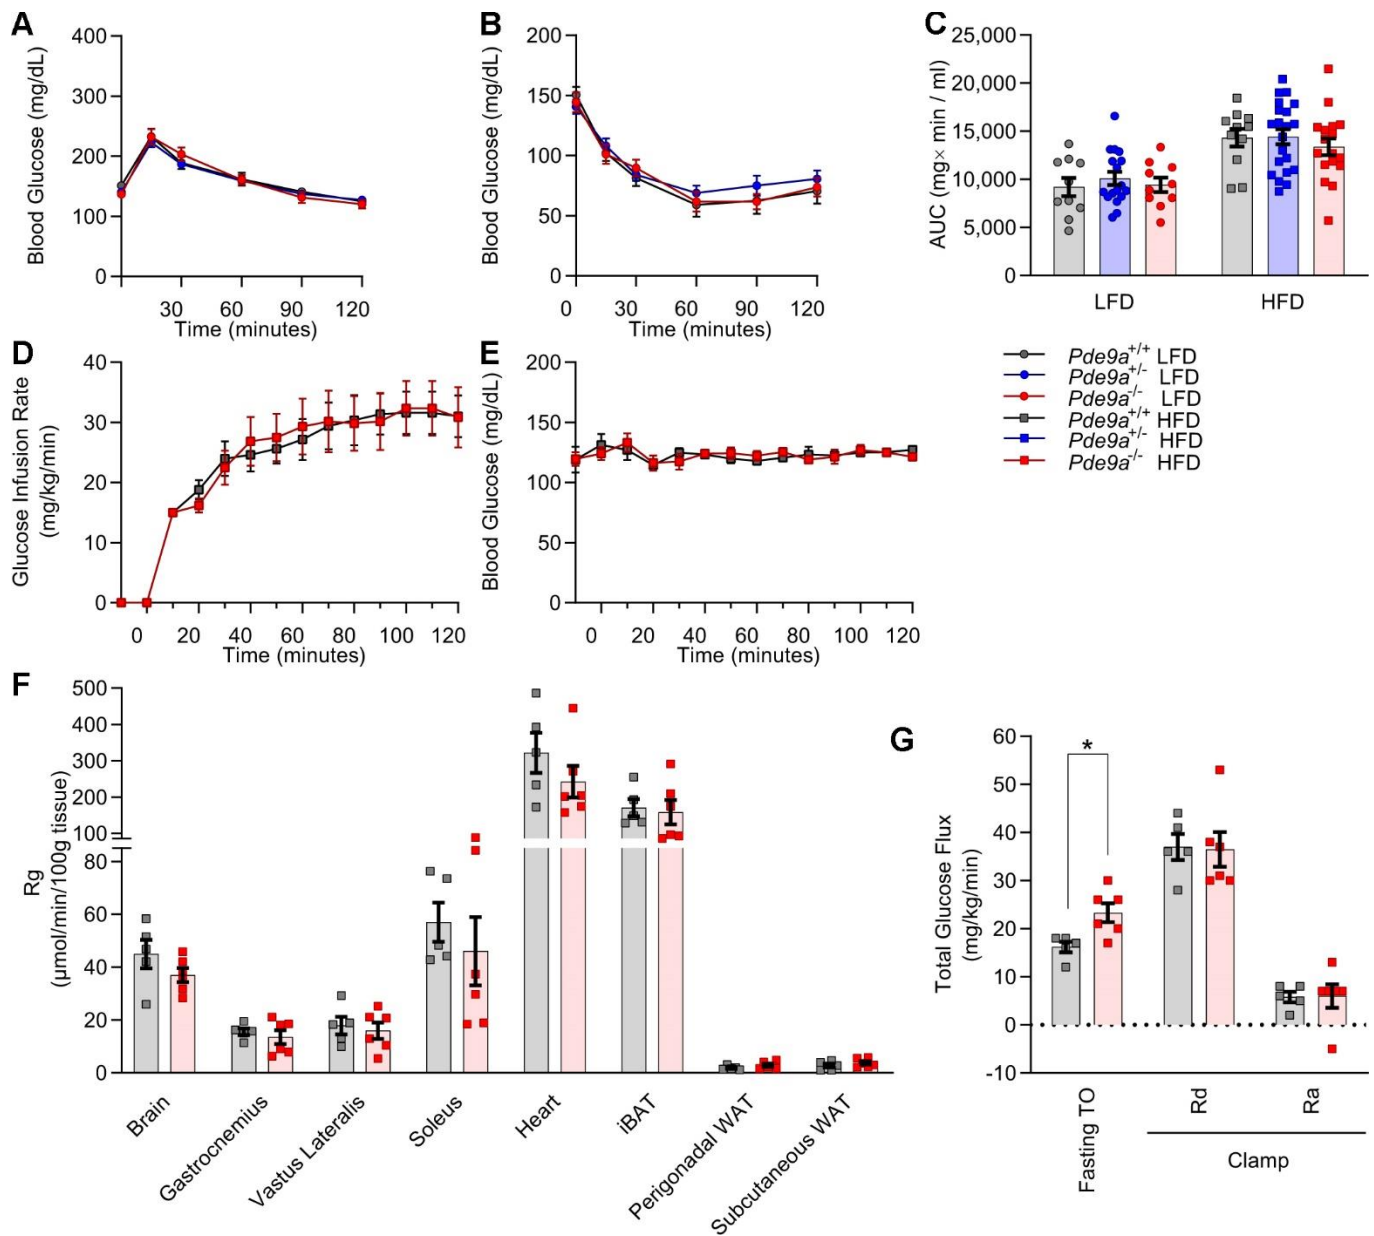 A
Blood Glucose (mg/dL)
400
300
200
100
0
30 60 90 120
Time (minutes)
B
Blood Glucose (mg/dL)
200
150
100
50
0
0 30 60 90 120
Time (minutes)
C
AUC (mg× min / ml)
25,000
20,000
15,000
10,000
5,000
0
LFD HFD
Pde9a+/+ LFD
Pde9a+/- LFD
Pde9a-/- LFD
Pde9a+/+ HFD
Pde9a+/- HFD
Pde9a-/- HFD
D
Glucose Infusion Rate
(mg/kg/min)
40
30
20
10
0
0 20 40 60 80 100 120
Time (minutes)
E
Blood Glucose (mg/dL)
200
150
100
50
0
0 20 40 60 80 100 120
Time (minutes)
F
Rg
(µmol/min/100g tissue)
500
400
300
200
100
80
60
40
20
0
Brain
Gastrocnemius
Vastus Lateralis
Soleus
Heart
iBAT
Perigonadal WAT
Subcutaneous WAT
G
Total Glucose Flux
(mg/kg/min)
60
50
40
30
20
10
0
-10
*
Fasting TO
Rd
Ra
Clamp